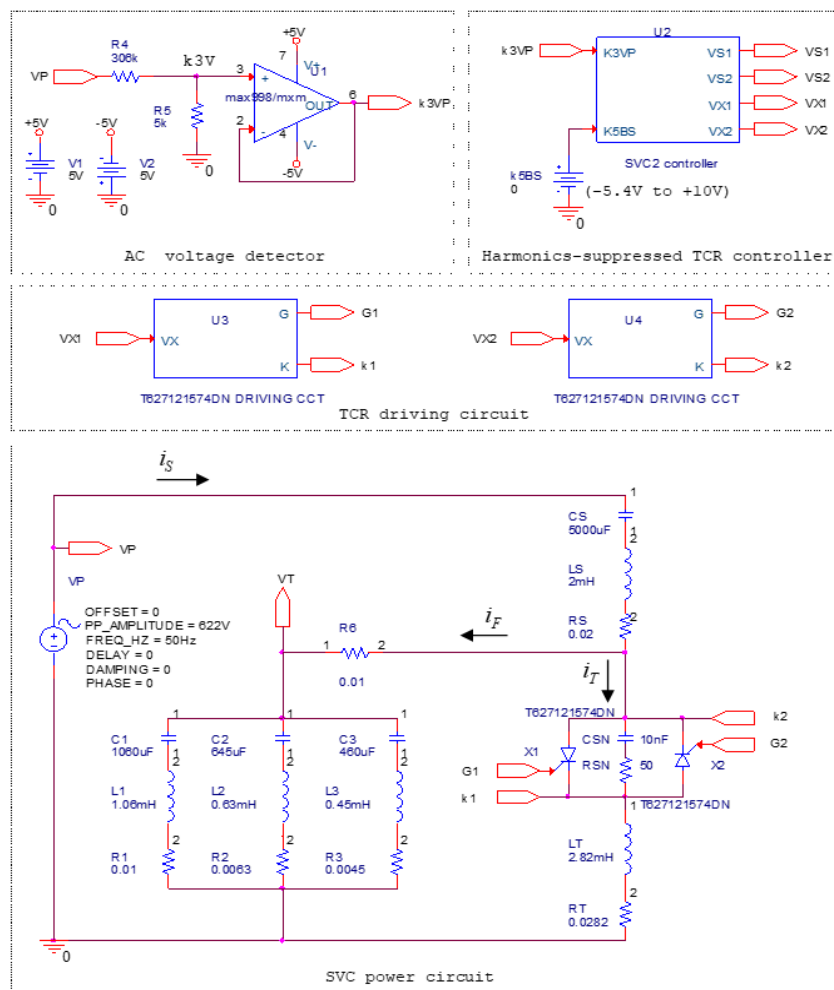 R4
306k
k3V
VP
3
+
7
+5V
V+
U1
max998/mxm
OUT
6
k3VP
R5
5k
2
-
4
V-
-5V
0
+5V
-5V
V1
5V
V2
5V
0
AC voltage detector
U2
k3VP
K3VP
VS1
VS1
VS2
VS2
VX1
VX1
K5BS
VX2
VX2
SVC2 controller
k5BS
0
(-5.4V to +10V)
0
Harmonics-suppressed TCR controller
U3
G
G1
VX1
VX
K
k1
T627121574DN DRIVING CCT
U4
G
G2
VX2
VX
K
k2
T627121574DN DRIVING CCT
TCR driving circuit
iS
1
CS
5000uF
1
2
LS
2mH
2
RS
0.02
VP
VP
OFFSET = 0
PP_AMPLITUDE = 622V
FREQ_HZ = 50Hz
DELAY = 0
DAMPING = 0
PHASE = 0
VT
R6
1
2
0.01
iF
iT
T627121574DN
k2
CSN
10nF
X1
RSN
50
X2
G2
G1
k1
1
T627121574DN
LT
2.82mH
2
RT
0.0282
1
C1
1060uF
1
2
L1
1.06mH
2
R1
0.01
1
C2
645uF
1
2
L2
0.63mH
2
R2
0.0063
1
C3
460uF
1
2
L3
0.45mH
2
R3
0.0045
0
SVC power circuit